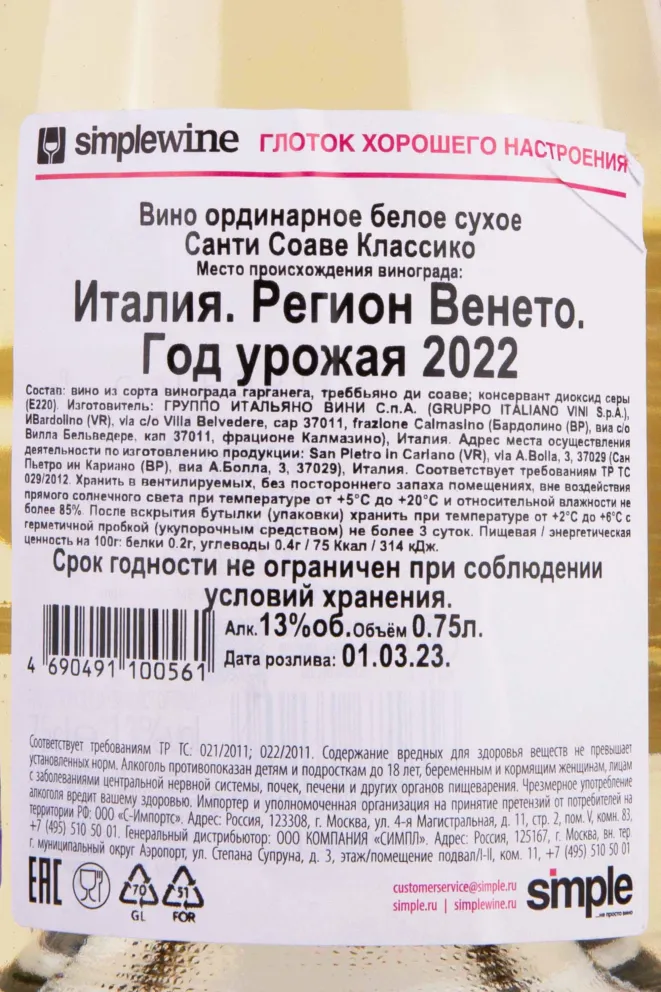 simplewine ГЛОТОК ХОРОШЕГО НАСТРОЕНИЯ
Вино ординарное белое сухое
Санти Соаве Классико
Место происхождения винограда:
Италия. Регион Венето.
Год урожая 2022
Состав: вино из сорта винограда гарганега, треббьяно ди соаве; консервант диоксид серы
(E220). Изготовитель: ГРУППО ИТАЛЬЯНО ВИНИ С.п.А. (GRUPPO ITALIANO VINI S.p.A.),
ИBardolino (VR), via c/o Villa Belvedere, cap 37011, frazione Calmasino (Бардолино (ВР), виа с/о
Вилла Бельведере, кап 37011, фрационе Калмазино), Италия. Адрес места осуществления
деятельности по изготовлению продукции: San Pietro in Cariano (VR), via A.Bolla, 3, 37029 (Сан
Пьетро ин Кариано (ВР), виа А.Болла, 3, 37029), Италия. Соответствует требованиям ТР ТС
029/2012. Хранить в вентилируемых, без постороннего запаха помещениях, вне воздействия
прямого солнечного света при температуре от +5°С до +20°С и относительной влажности не
более 85%. После вскрытия бутылки (упаковки) хранить при температуре от +2°С до +6°С с
герметичной пробкой (укупорочным средством) не более 3 суток. Пищевая / энергетическая
ценность на 100г: белки 0.2г, углеводы 0.4г / 75 Ккал / 314 кДж.
Срок годности не ограничен при соблюдении
условий хранения.
Алк. 13%об. Объём 0.75л.
Дата розлива: 01.03.23.
4 690491 100561
Соответствует требованиям ТР ТС: 021/2011; 022/2011. Содержание вредных для здоровья веществ не превышает
установленных норм. Алкоголь противопоказан детям и подросткам до 18 лет, беременным и кормящим женщинам, лицам
с заболеваниями центральной нервной системы, почек, печени и других органов пищеварения. Чрезмерное употребление
алкоголя вредит вашему здоровью. Импортер и уполномоченная организация на принятие претензий от потребителей на
территории РФ: ООО «С-Импортс». Адрес: Россия, 123308, г. Москва, ул. 4-я Магистральная, д. 11, стр. 2, пом. V, комн. 83,
+7 (495) 510 50 01. Генеральный дистрибьютор: ООО КОМПАНИЯ «СИМПЛ». Адрес: Россия, 125167, г. Москва, вн. тер.
г. муниципальный округ Аэропорт, ул. Степана Супруна, д. 3, этаж/помещение подвал/I-II, ком. 11, +7 (495) 510 50 01
EAC 70 GL 51 FOR
customerservice@simple.ru
simple.ru | simplewine.ru
simple
...не просто вино